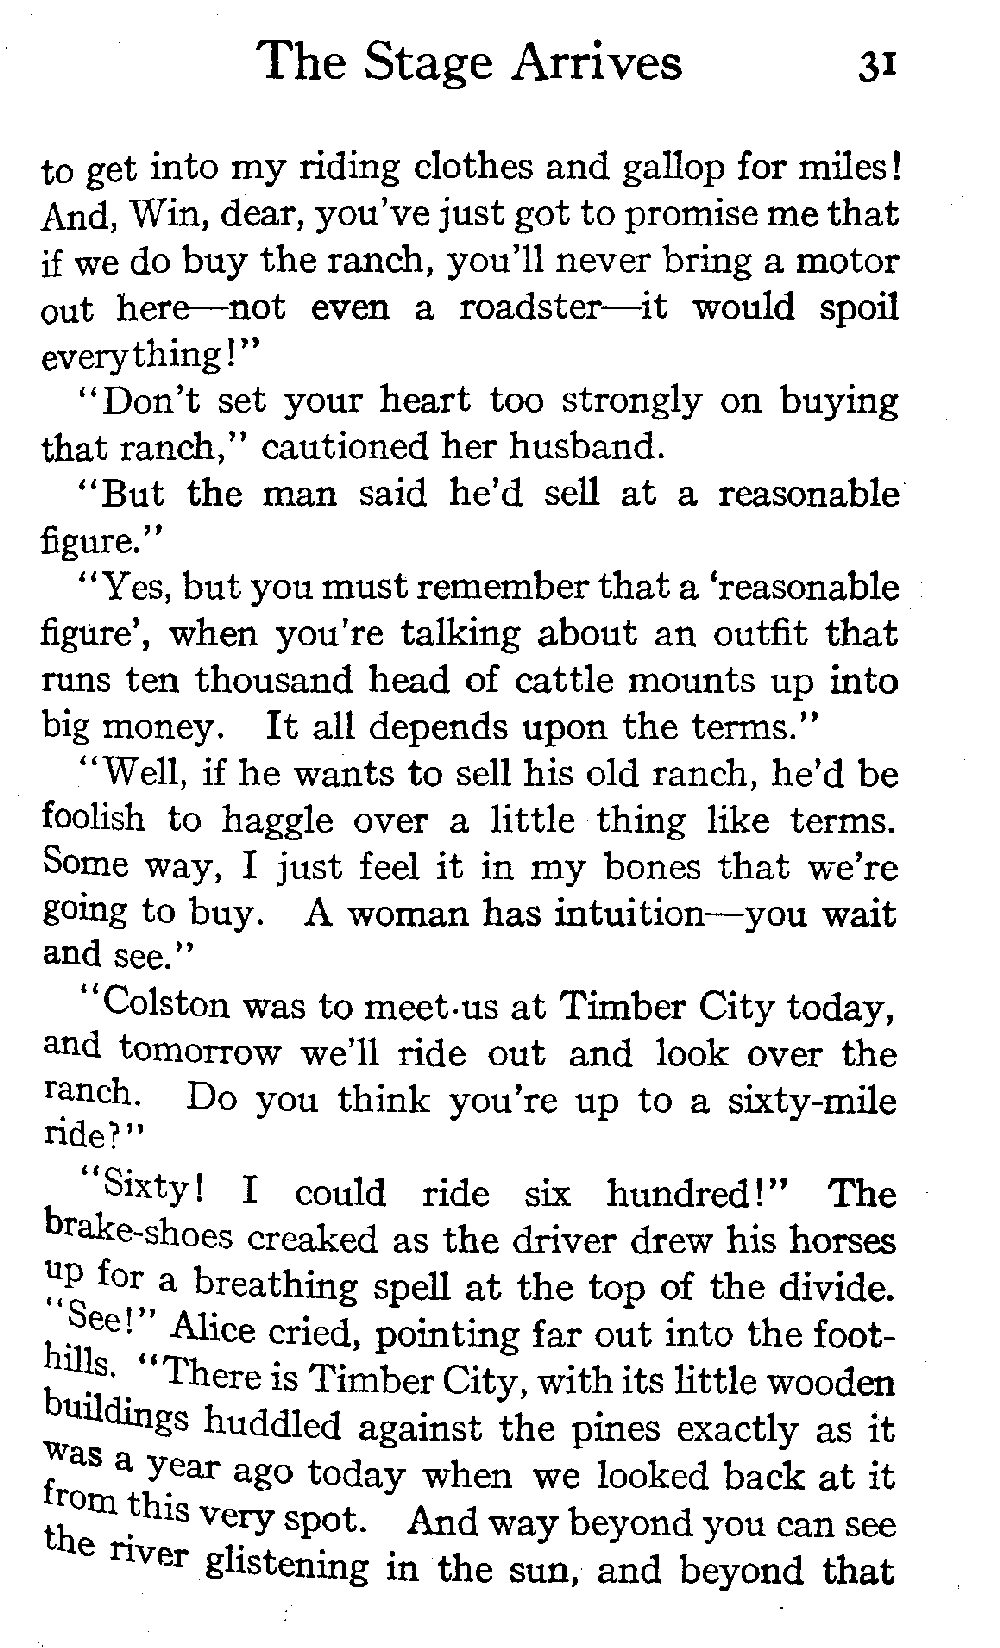 The Stage Arrives 31
to get into my riding clothes and gallop for miles!
And, Win, dear, you've just got to promise me that
if we do buy the ranch, you'll never bring a motor
out here—not even a roadster—it would spoil
everything!"
"Don't set your heart too strongly on buying
that ranch," cautioned her husband.
"But the man said he'd sell at a reasonable
figure."
"Yes, but you must remember that a 'reasonable
figure', when you're talking about an outfit that
runs ten thousand head of cattle mounts up into
big money. It all depends upon the terms."
"Well, if he wants to sell his old ranch, he'd be
foolish to haggle over a little thing like terms.
Some way, I just feel it in my bones that we're
going to buy. A woman has intuition—you wait
and see."
"Colston was to meet us at Timber City today,
and tomorrow we'll ride out and look over the
ranch. Do you think you're up to a sixty-mile
ride?"
"Sixty! I could ride six hundred!" The
brake-shoes creaked as the driver drew his horses
up for a breathing spell at the top of the divide.
"See!" Alice cried, pointing far out into the foot-
hills. "There is Timber City, with its little wooden
buildings huddled against the pines exactly as it
was a year ago today when we looked back at it
from this very spot. And way beyond you can see
the river glistening in the sun, and beyond that